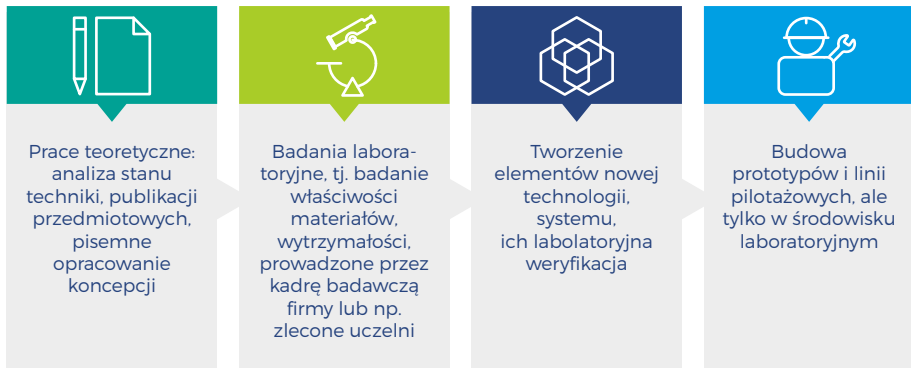 Prace teoretyczne:
analiza stanu
techniki, publikacji
przedmiotowych,
pisemne
opracowanie
koncepcji
Badania labora-
toryjne, tj. badanie
właściwości
materiałów,
wytrzymałości,
prowadzone przez
kadrę badawczą
firmy lub np.
zlecone uczelni
Tworzenie
elementów nowej
technologii,
systemu,
ich labolatoryjna
weryfikacja
Budowa
prototypów i linii
pilotażowych, ale
tylko w środowisku
laboratoryjnym